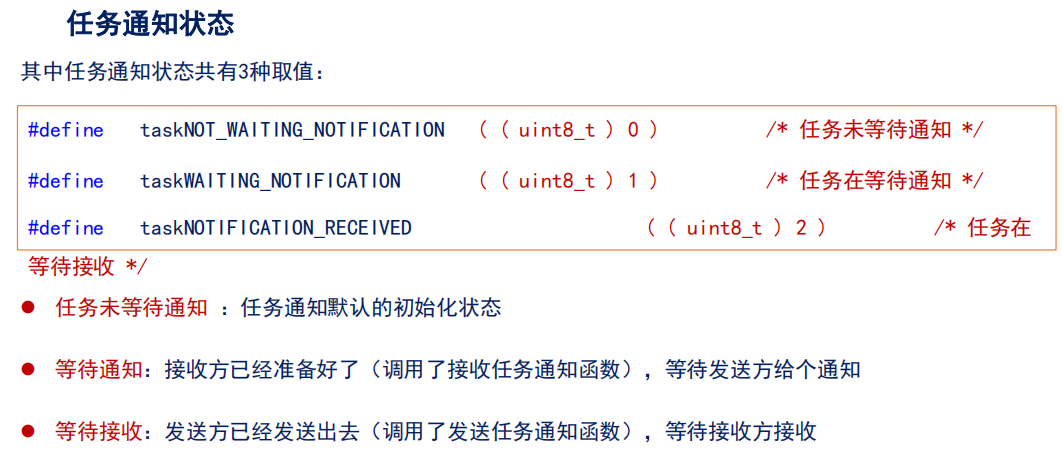 任务通知状态
其中任务通知状态共有3种取值：
#define taskNOT_WAITING_NOTIFICATION ( ( uint8_t ) 0 ) /* 任务未等待通知 */
#define taskWAITING_NOTIFICATION ( ( uint8_t ) 1 ) /* 任务在等待通知 */
#define taskNOTIFICATION_RECEIVED ( ( uint8_t ) 2 ) /* 任务在
等待接收 */
● 任务未等待通知 ：任务通知默认的初始化状态
● 等待通知：接收方已经准备好了（调用了接收任务通知函数），等待发送方给个通知
● 等待接收：发送方已经发送出去（调用了发送任务通知函数），等待接收方接收